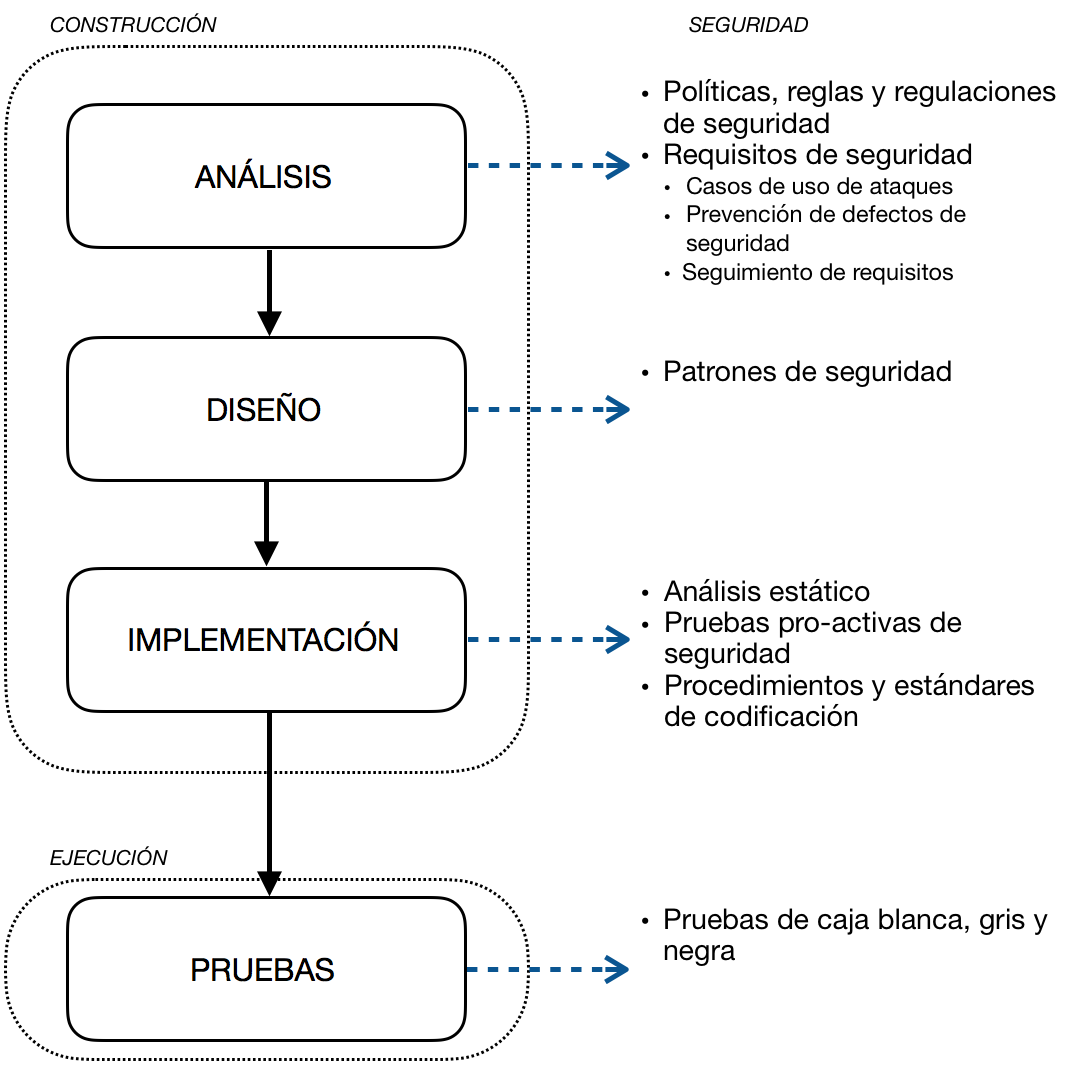 CONSTRUCCIÓN
SEGURIDAD
ANÁLISIS
• Políticas, reglas y regulaciones
de seguridad
• Requisitos de seguridad
• Casos de uso de ataques
• Prevención de defectos de
seguridad
• Seguimiento de requisitos
DISEÑO
• Patrones de seguridad
IMPLEMENTACIÓN
• Análisis estático
• Pruebas pro-activas de
seguridad
• Procedimientos y estándares
de codificación
EJECUCIÓN
PRUEBAS
• Pruebas de caja blanca, gris y
negra